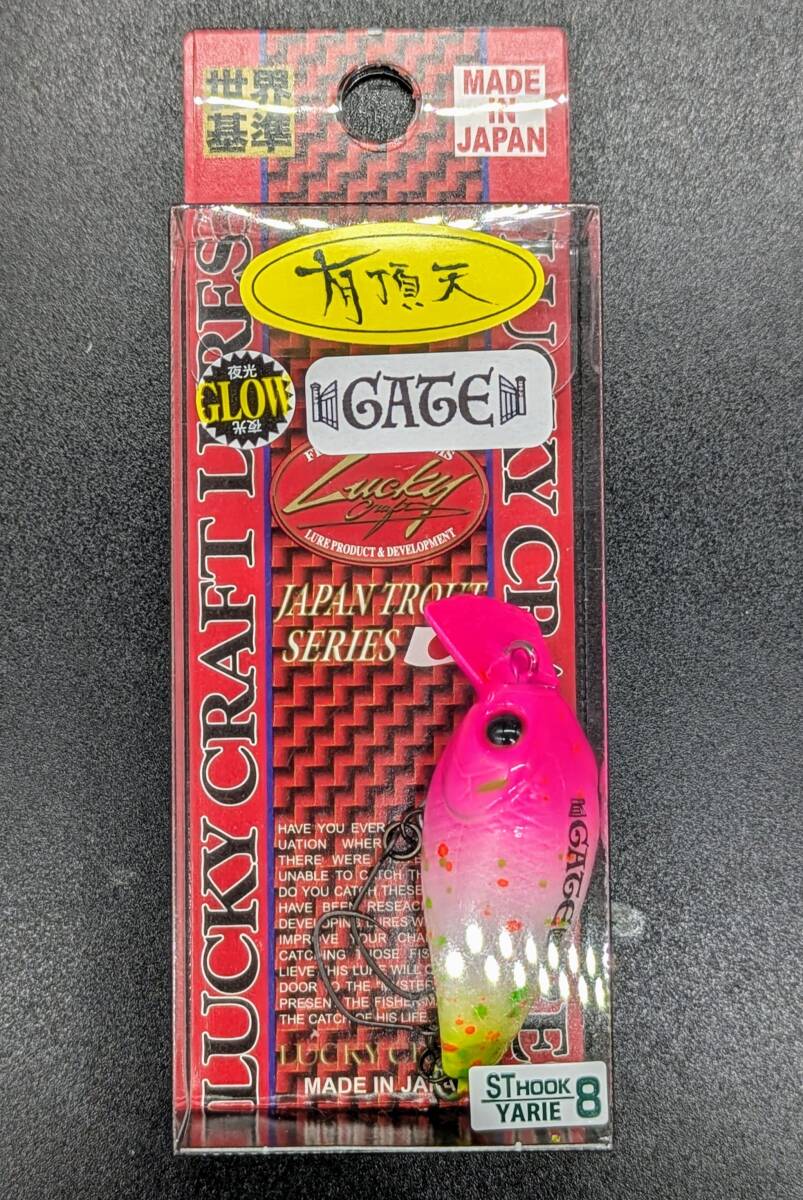 世界
基準
MADE
IN
JAPAN
有頂天
夜光
GLOW
夜光
GATE
Lucky
Craft
LURE PRODUCT & DEVELOPMENT
LUCKY CRAFT LURES
LUCKY CRA
JAPAN TROUT
SERIES
HAVE YOU EVER
UATION WHER
THERE WERE
UNABLE TO CATCH TH
DO YOU CATCH THESE
HAVE BEEN RESEAC
DEVELOPING LURES W
IMPROVE YOUR CHA
CATCHING THOSE FIS
LIEVE THIS LURE WILL O
DOOR TO THE MYSTER
PRESENT THE FISHERM
THE CATCH OF HIS LIFE.
LUCKY CR
MADE IN JAPA
GATE
ST HOOK 8
YARIE